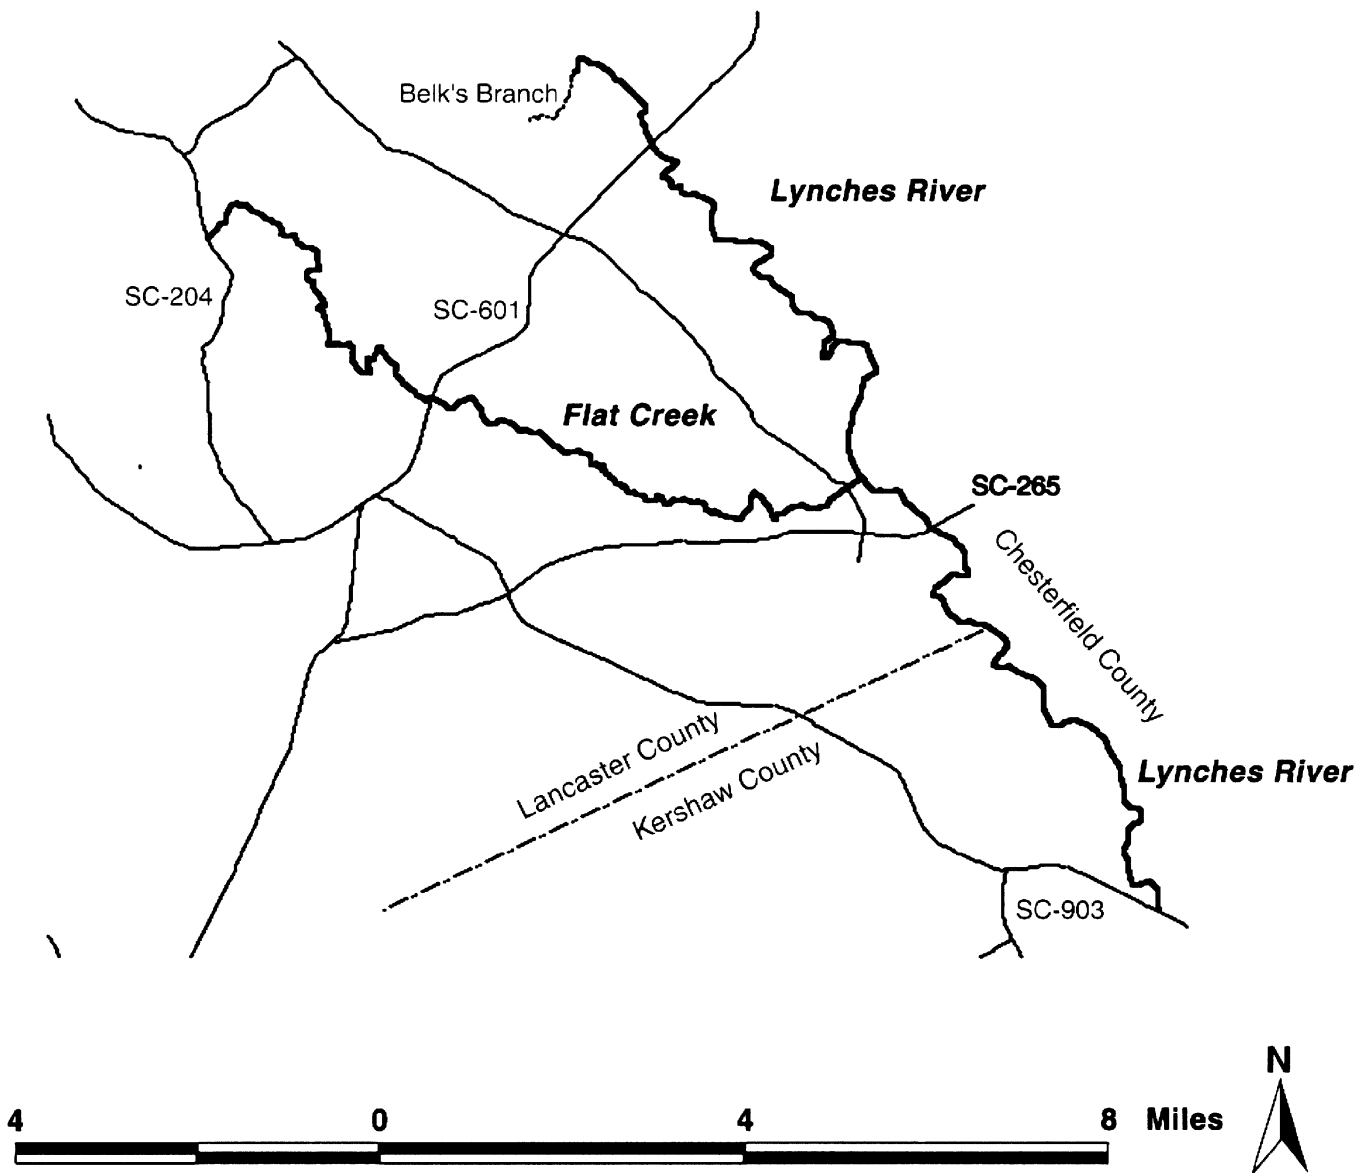 Belk's Branch
Lynches River
SC-204
SC-601
Flat Creek
SC-265
Chesterfield County
Lancaster County
Kershaw County
Lynches River
SC-903
N
4 0 4 8 Miles